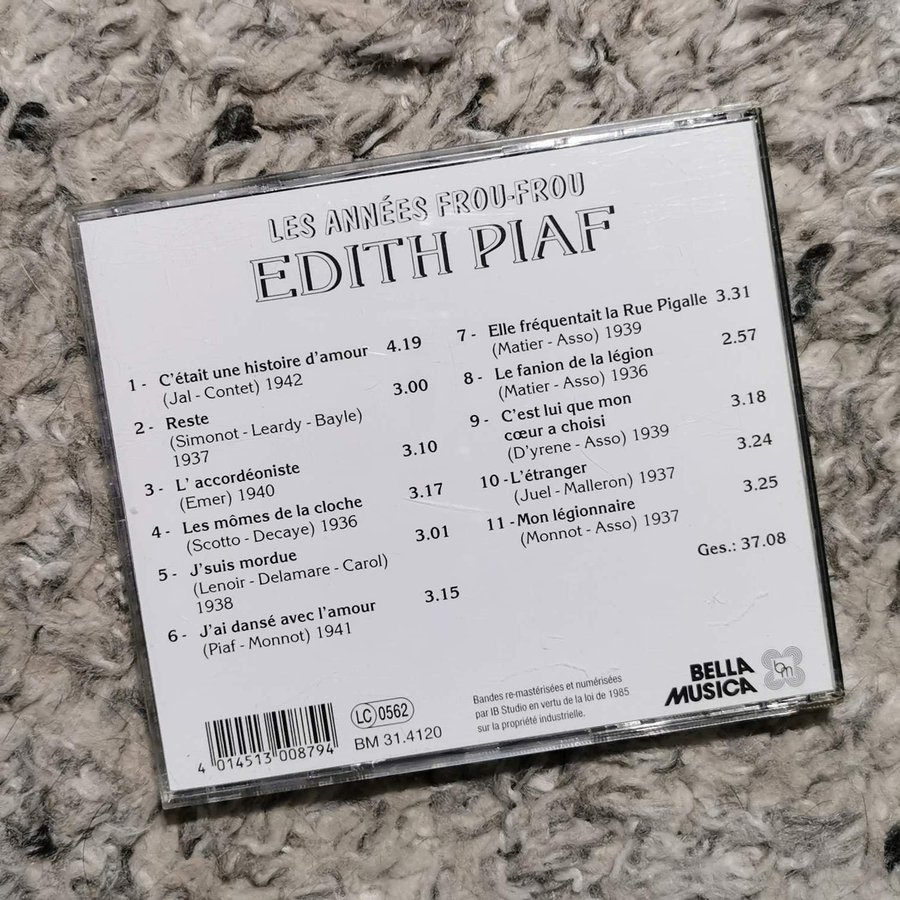 LES ANNÉES FROU-FROU
EDITH PIAF
1 - C'était une histoire d'amour 4.19
(Jal - Contet) 1942
2 - Reste 3.00
(Simonot - Leardy - Bayle)
1937
3 - L' accordéoniste 3.10
(Emer) 1940
4 - Les mômes de la cloche 3.17
(Scotto - Decaye) 1936
5 - J'suis mordue 3.01
(Lenoir - Delamare - Carol)
1938
6 - J'ai dansé avec l'amour 3.15
(Piaf - Monnot) 1941
7 - Elle fréquentait la Rue Pigalle 3.31
(Matier - Asso) 1939
8 - Le fanion de la légion 2.57
(Matier - Asso) 1936
9 - C'est lui que mon
cœur a choisi 3.18
(D'yrene - Asso) 1939
10 - L'étranger 3.24
(Juel - Malleron) 1937
11 - Mon légionnaire 3.25
(Monnot - Asso) 1937
Ges.: 37.08
4 014513 008794
LC 0562
BM 31.4120
Bandes re-mastérisées et numérisées
par IB Studio en vertu de la loi de 1985
sur la propriété industrielle.
BELLA
MUSICA
bm